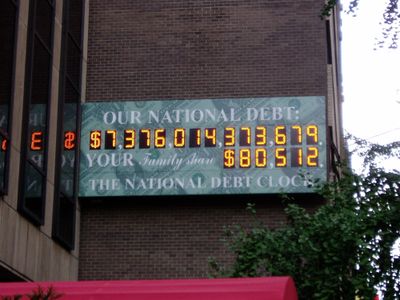 OUR NATIONAL DEBT:
$7,376,014,373,679
YOUR Family share $80,512
THE NATIONAL DEBT CLOCK